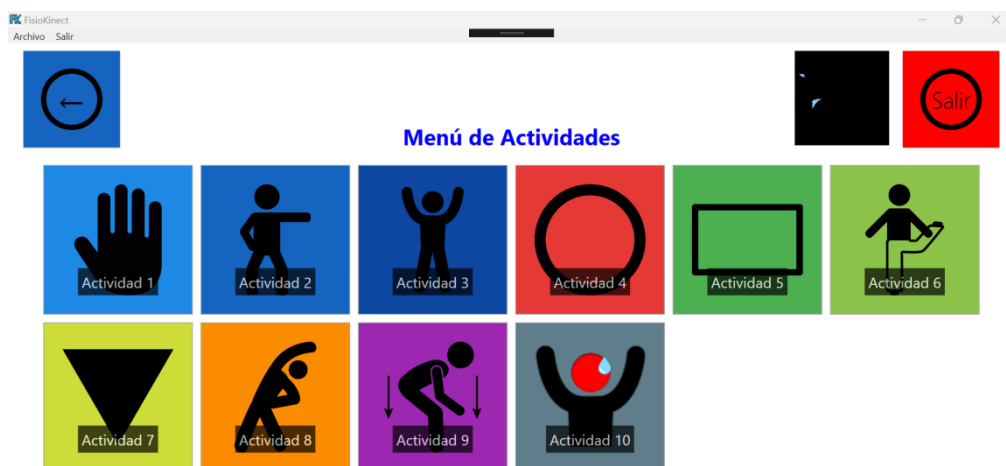 FisioKinect
Archivo Salir
←
Salir
Menú de Actividades
Actividad 1
Actividad 2
Actividad 3
Actividad 4
Actividad 5
Actividad 6
Actividad 7
Actividad 8
Actividad 9
Actividad 10